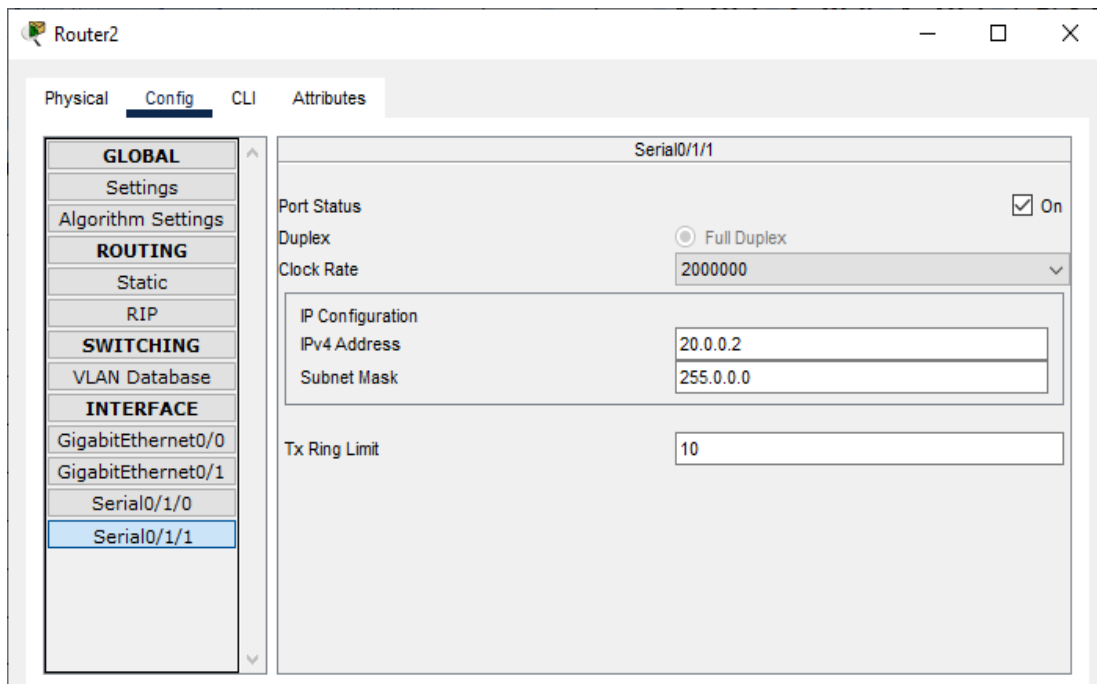 Router2
Physical Config CLI Attributes
GLOBAL
Settings
Algorithm Settings
ROUTING
Static
RIP
SWITCHING
VLAN Database
INTERFACE
GigabitEthernet0/0
GigabitEthernet0/1
Serial0/1/0
Serial0/1/1
Serial0/1/1
Port Status On
Duplex Full Duplex
Clock Rate 2000000
IP Configuration
IPv4 Address 20.0.0.2
Subnet Mask 255.0.0.0
Tx Ring Limit 10